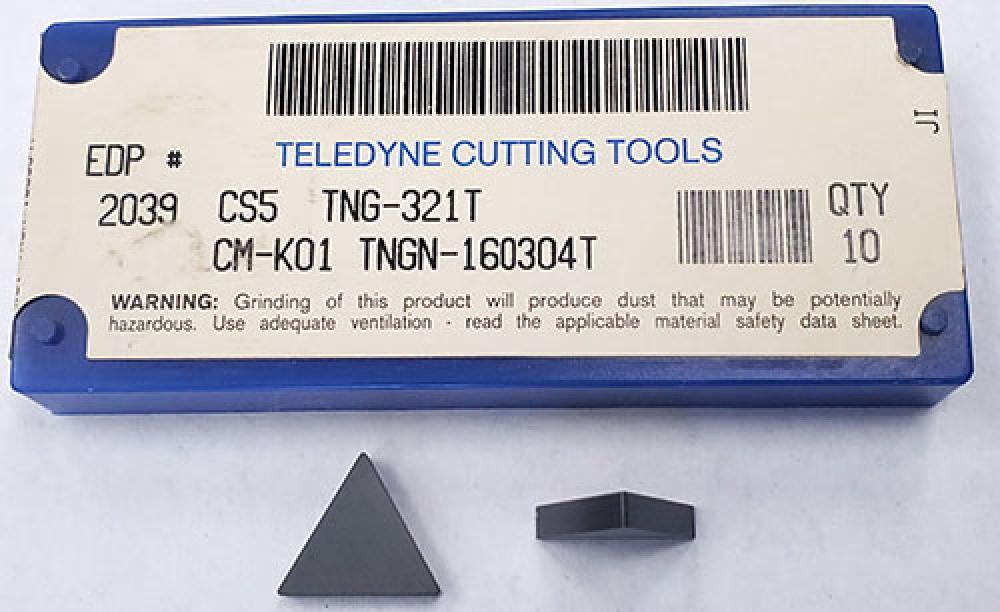 TELEDYNE CUTTING TOOLS
EDP #
2039 CS5 TNG-321T
CM-K01 TNGN-160304T
QTY
10
JI
WARNING: Grinding of this product will produce dust that may be potentially
hazardous. Use adequate ventilation - read the applicable material safety data sheet.